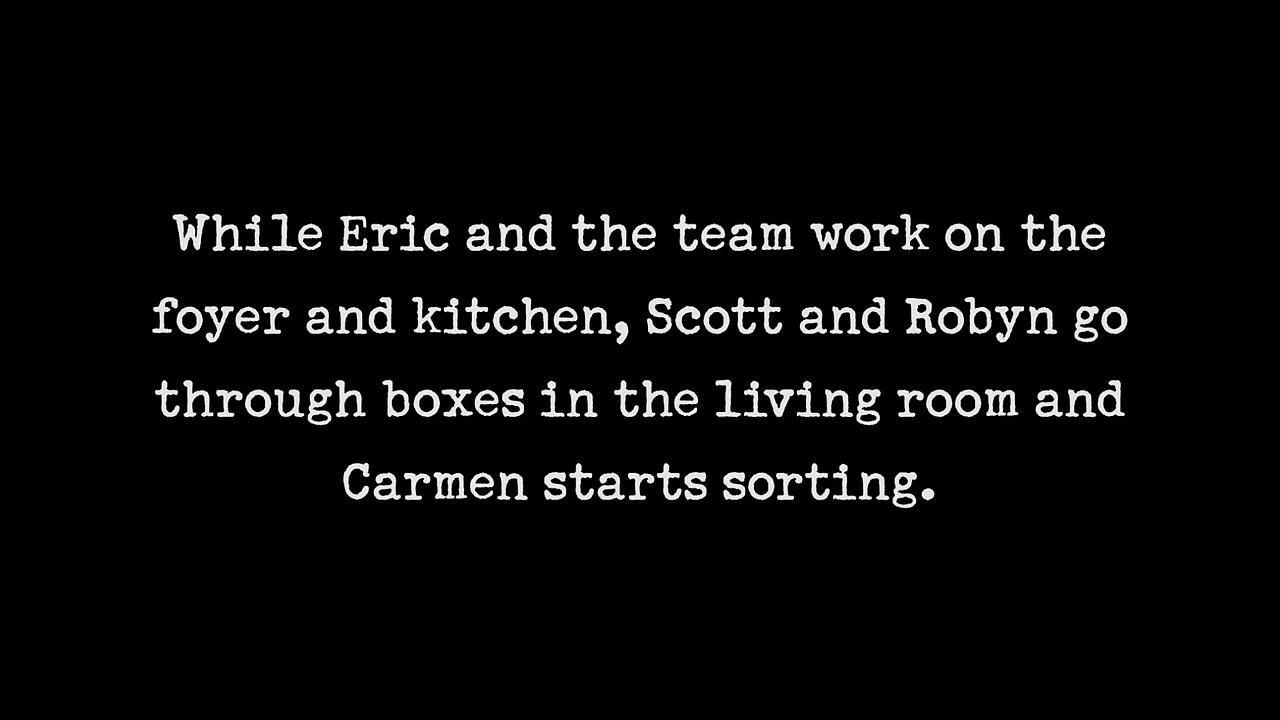 While Eric and the team work on the
foyer and kitchen, Scott and Robyn go
through boxes in the living room and
Carmen starts sorting.